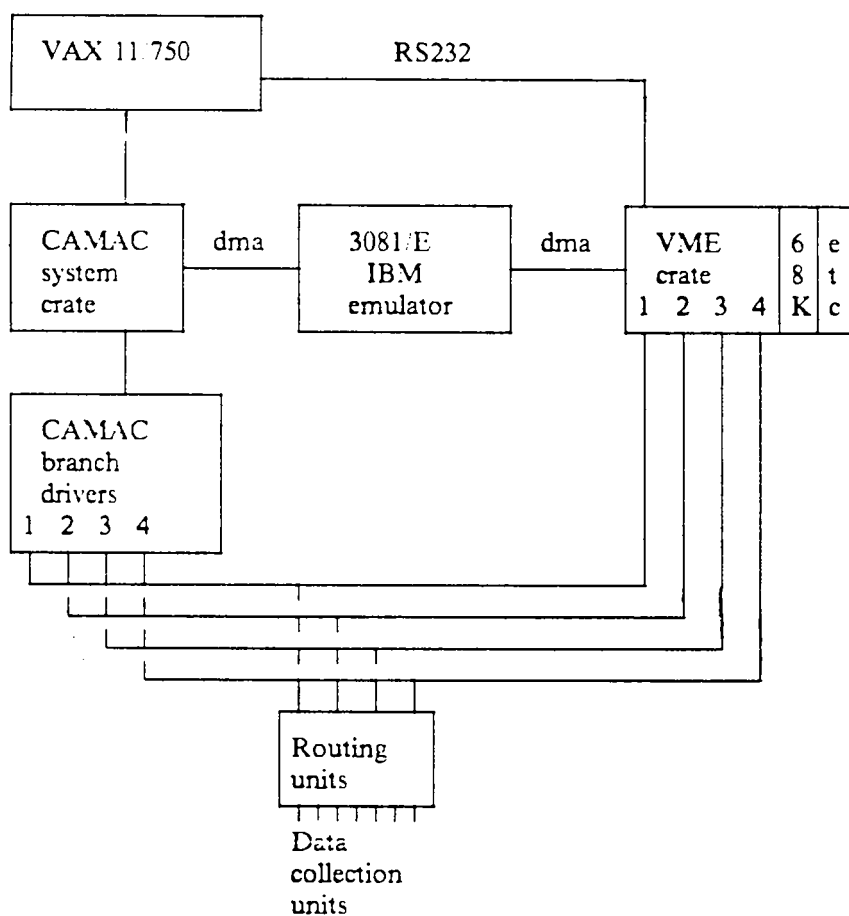 VAX 11/750
RS232
CAMAC
system
crate
dma
3081/E
IBM
emulator
dma
VME
crate
1 2 3 4
6
8
K
e
t
c
CAMAC
branch
drivers
1 2 3 4
Routing
units
Data
collection
units